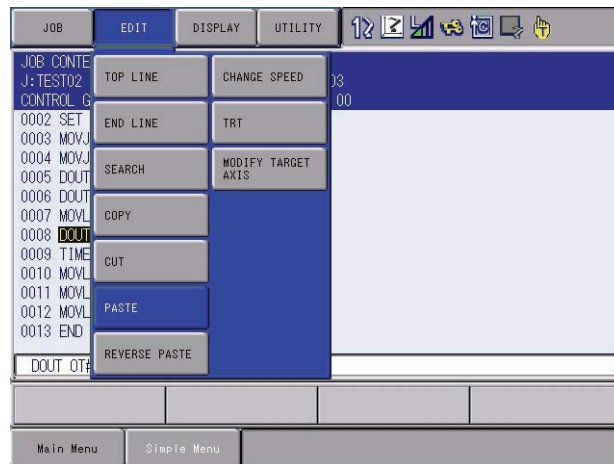 JOB EDIT DISPLAY UTILITY
JOB CONTE
J:TEST02 03
CONTROL G 00
TOP LINE CHANGE SPEED
END LINE TRT
SEARCH MODIFY TARGET AXIS
COPY
CUT
PASTE
REVERSE PASTE
0002 SET
0003 MOVJ
0004 MOVJ
0005 DOUT
0006 DOUT
0007 MOVL
0008 DOUT
0009 TIME
0010 MOVL
0011 MOVL
0012 MOVL
0013 END
DOUT OT#
Main Menu Simple Menu